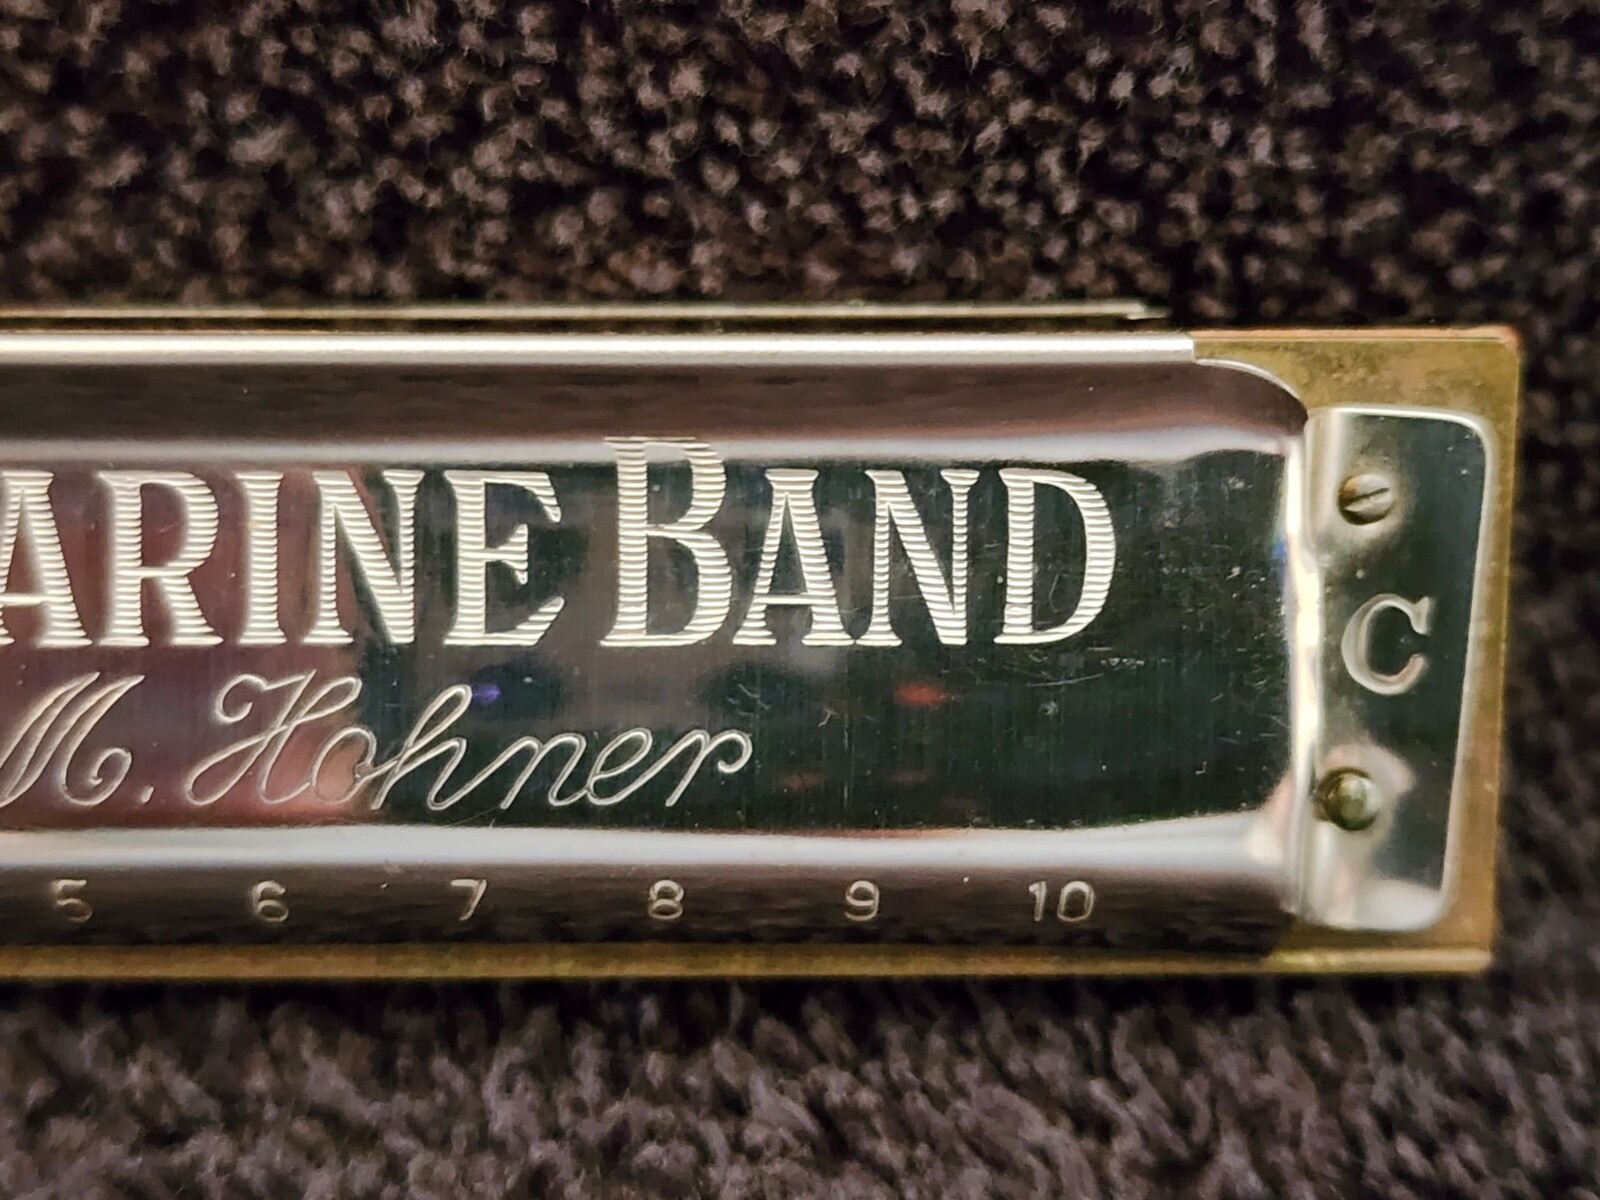 ARINE BAND
C
M. Hohner
5 6 7 8 9 10